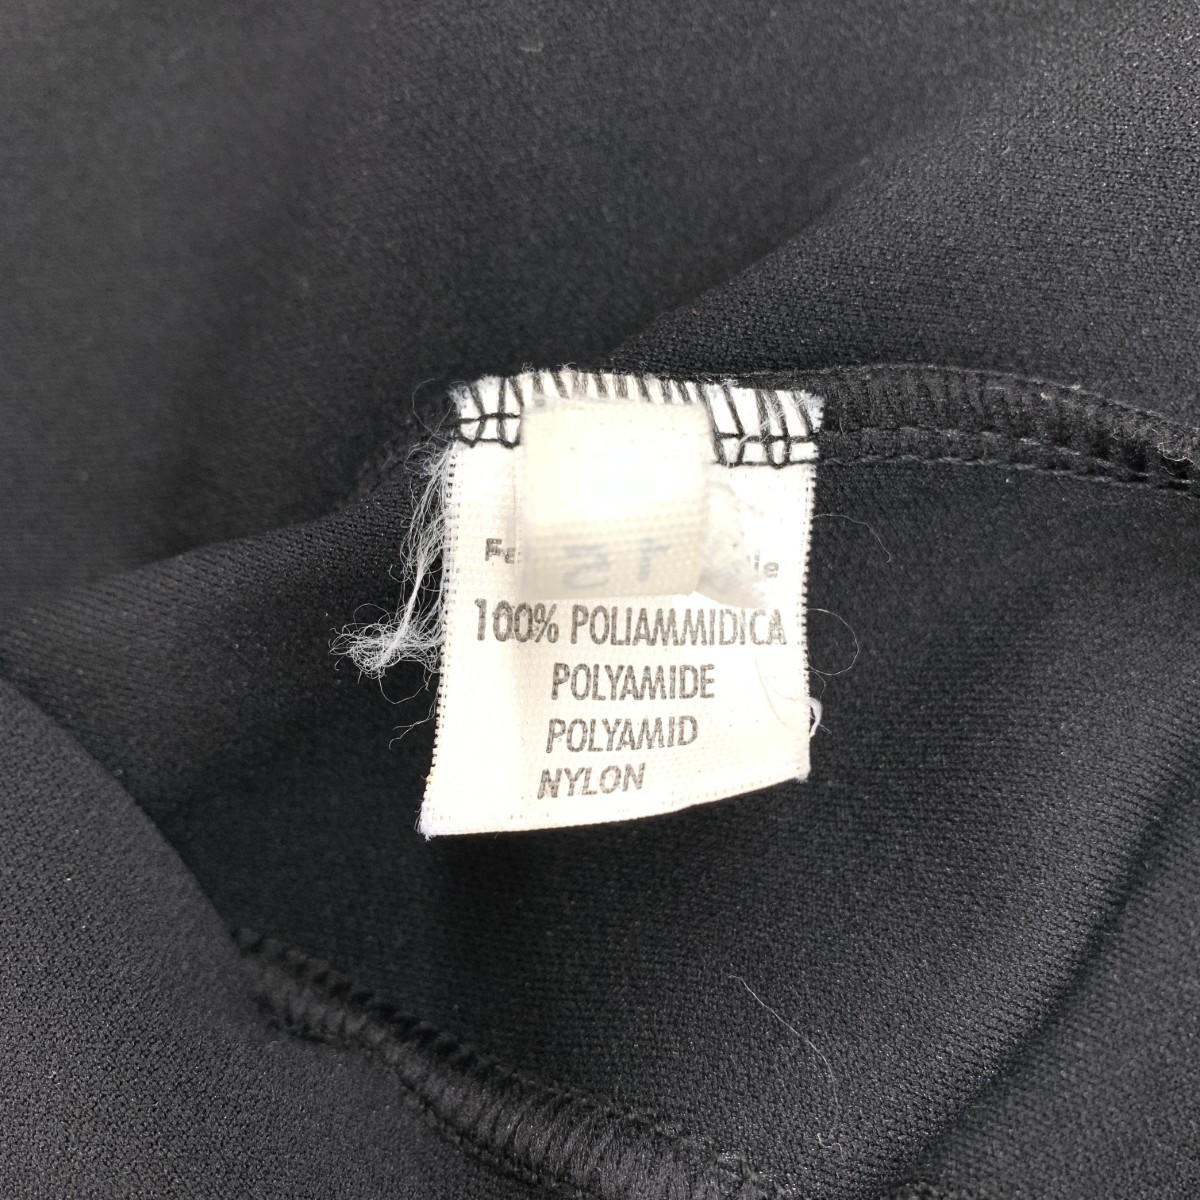 100% POLIAMMIDICA
POLYAMIDE
POLYAMID
NYLON